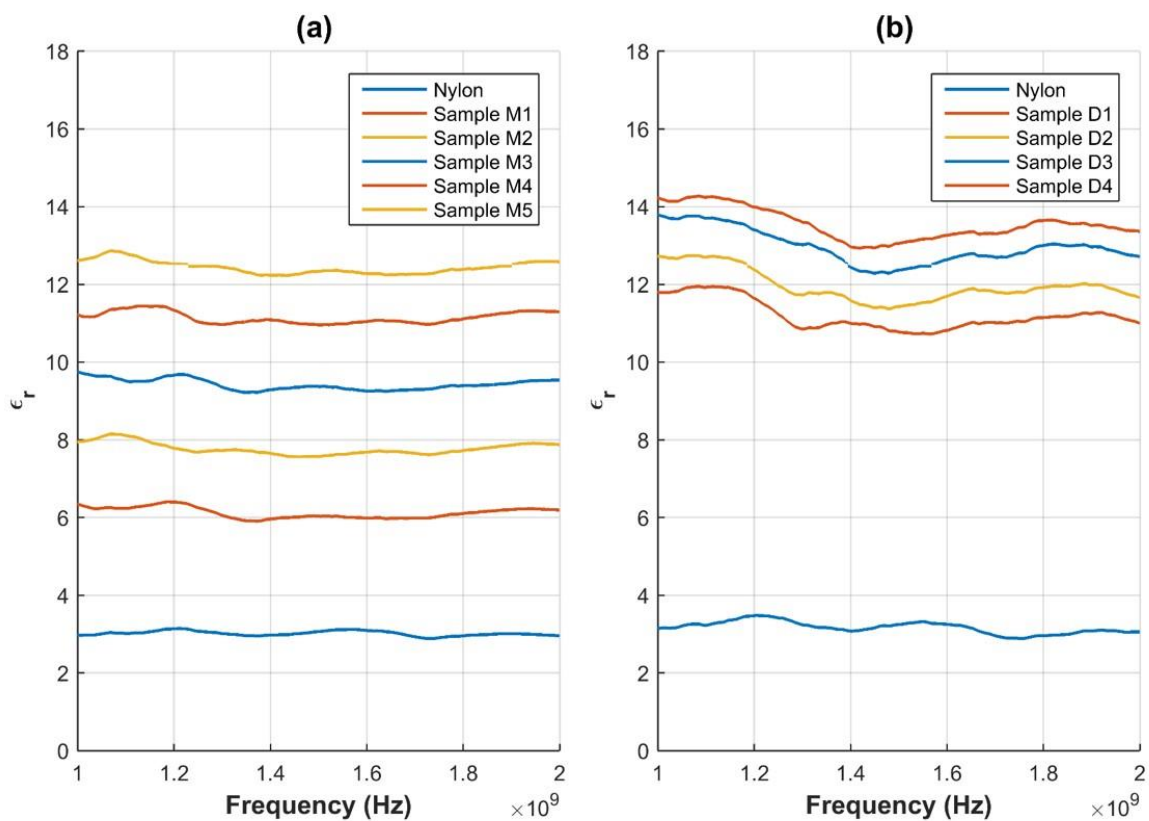 (a)
18
16
14
12
10
8
6
4
2
0
ϵr
Nylon
Sample M1
Sample M2
Sample M3
Sample M4
Sample M5
1
1.2
1.4
1.6
1.8
2
Frequency (Hz)
×10^9
(b)
18
16
14
12
10
8
6
4
2
0
ϵr
Nylon
Sample D1
Sample D2
Sample D3
Sample D4
1
1.2
1.4
1.6
1.8
2
Frequency (Hz)
×10^9